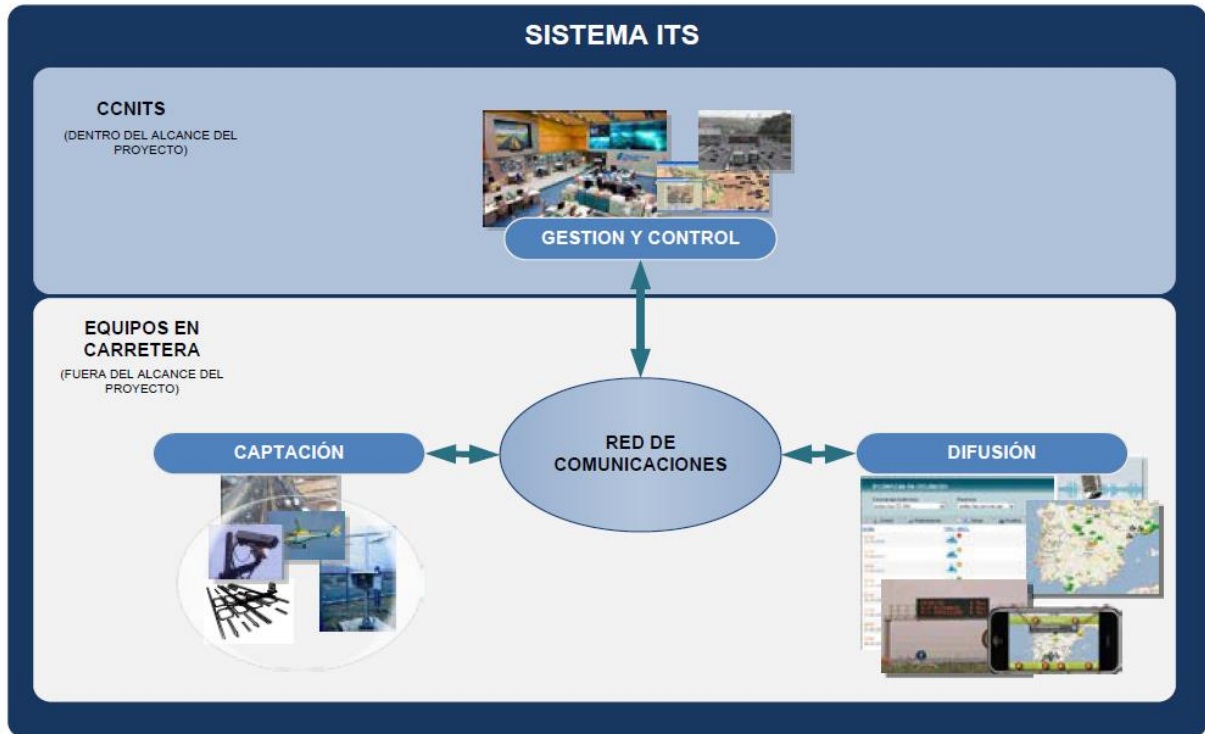 SISTEMA ITS
CCNITS
(DENTRO DEL ALCANCE DEL
PROYECTO)
GESTION Y CONTROL
EQUIPOS EN
CARRETERA
(FUERA DEL ALCANCE DEL
PROYECTO)
CAPTACIÓN
RED DE
COMUNICACIONES
DIFUSIÓN